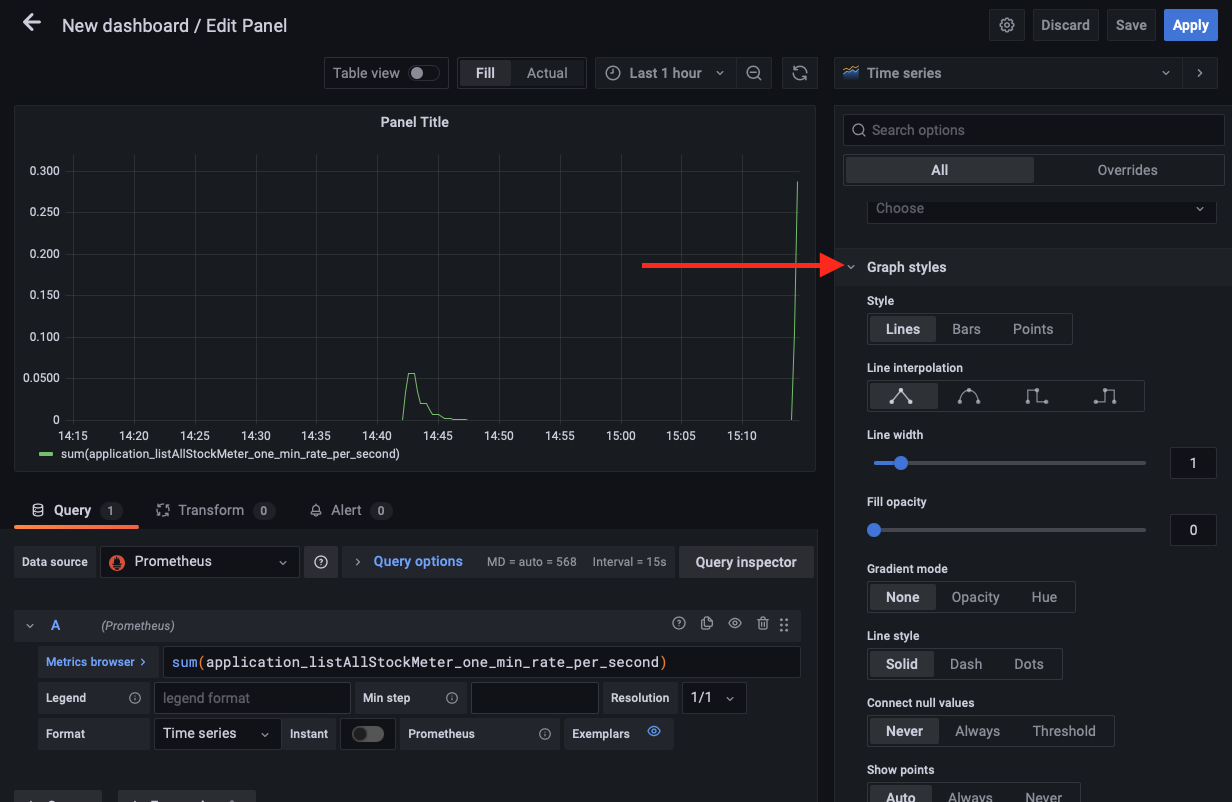 New dashboard / Edit Panel
Discard
Save
Apply
Table view
Fill
Actual
Last 1 hour
Time series
Panel Title
0.300
0.250
0.200
0.150
0.100
0.0500
0
14:15 14:20 14:25 14:30 14:35 14:40 14:45 14:50 14:55 15:00 15:05 15:10
sum(application_listAllStockMeter_one_min_rate_per_second)
Query 1
Transform 0
Alert 0
Data source
Prometheus
Query options
MD = auto = 568
Interval = 15s
Query inspector
A
(Prometheus)
Metrics browser
sum(application_listAllStockMeter_one_min_rate_per_second)
Legend
legend format
Min step
Resolution
1/1
Format
Time series
Instant
Prometheus
Exemplars
Search options
All
Overrides
Choose
Graph styles
Style
Lines
Bars
Points
Line interpolation
Line width
1
Fill opacity
0
Gradient mode
None
Opacity
Hue
Line style
Solid
Dash
Dots
Connect null values
Never
Always
Threshold
Show points
Auto
Always
Never